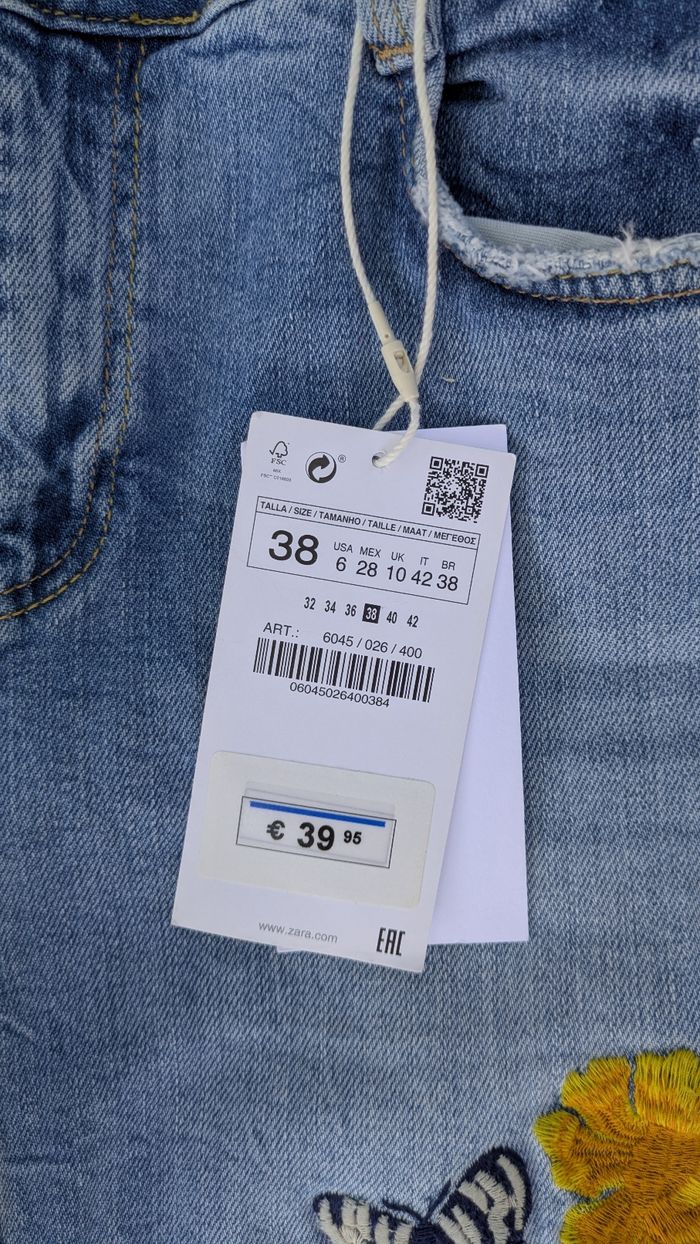 FSC
MIX
®
TALLA / SIZE / TAMANHO / TAILLE / MAAT / ΜΕΓΕΘΟΣ
38
USA MEX UK IT BR
6 28 10 42 38
32 34 36 38 40 42
ART.: 6045 / 026 / 400
06045026400384
€ 39 95
www.zara.com
EAC